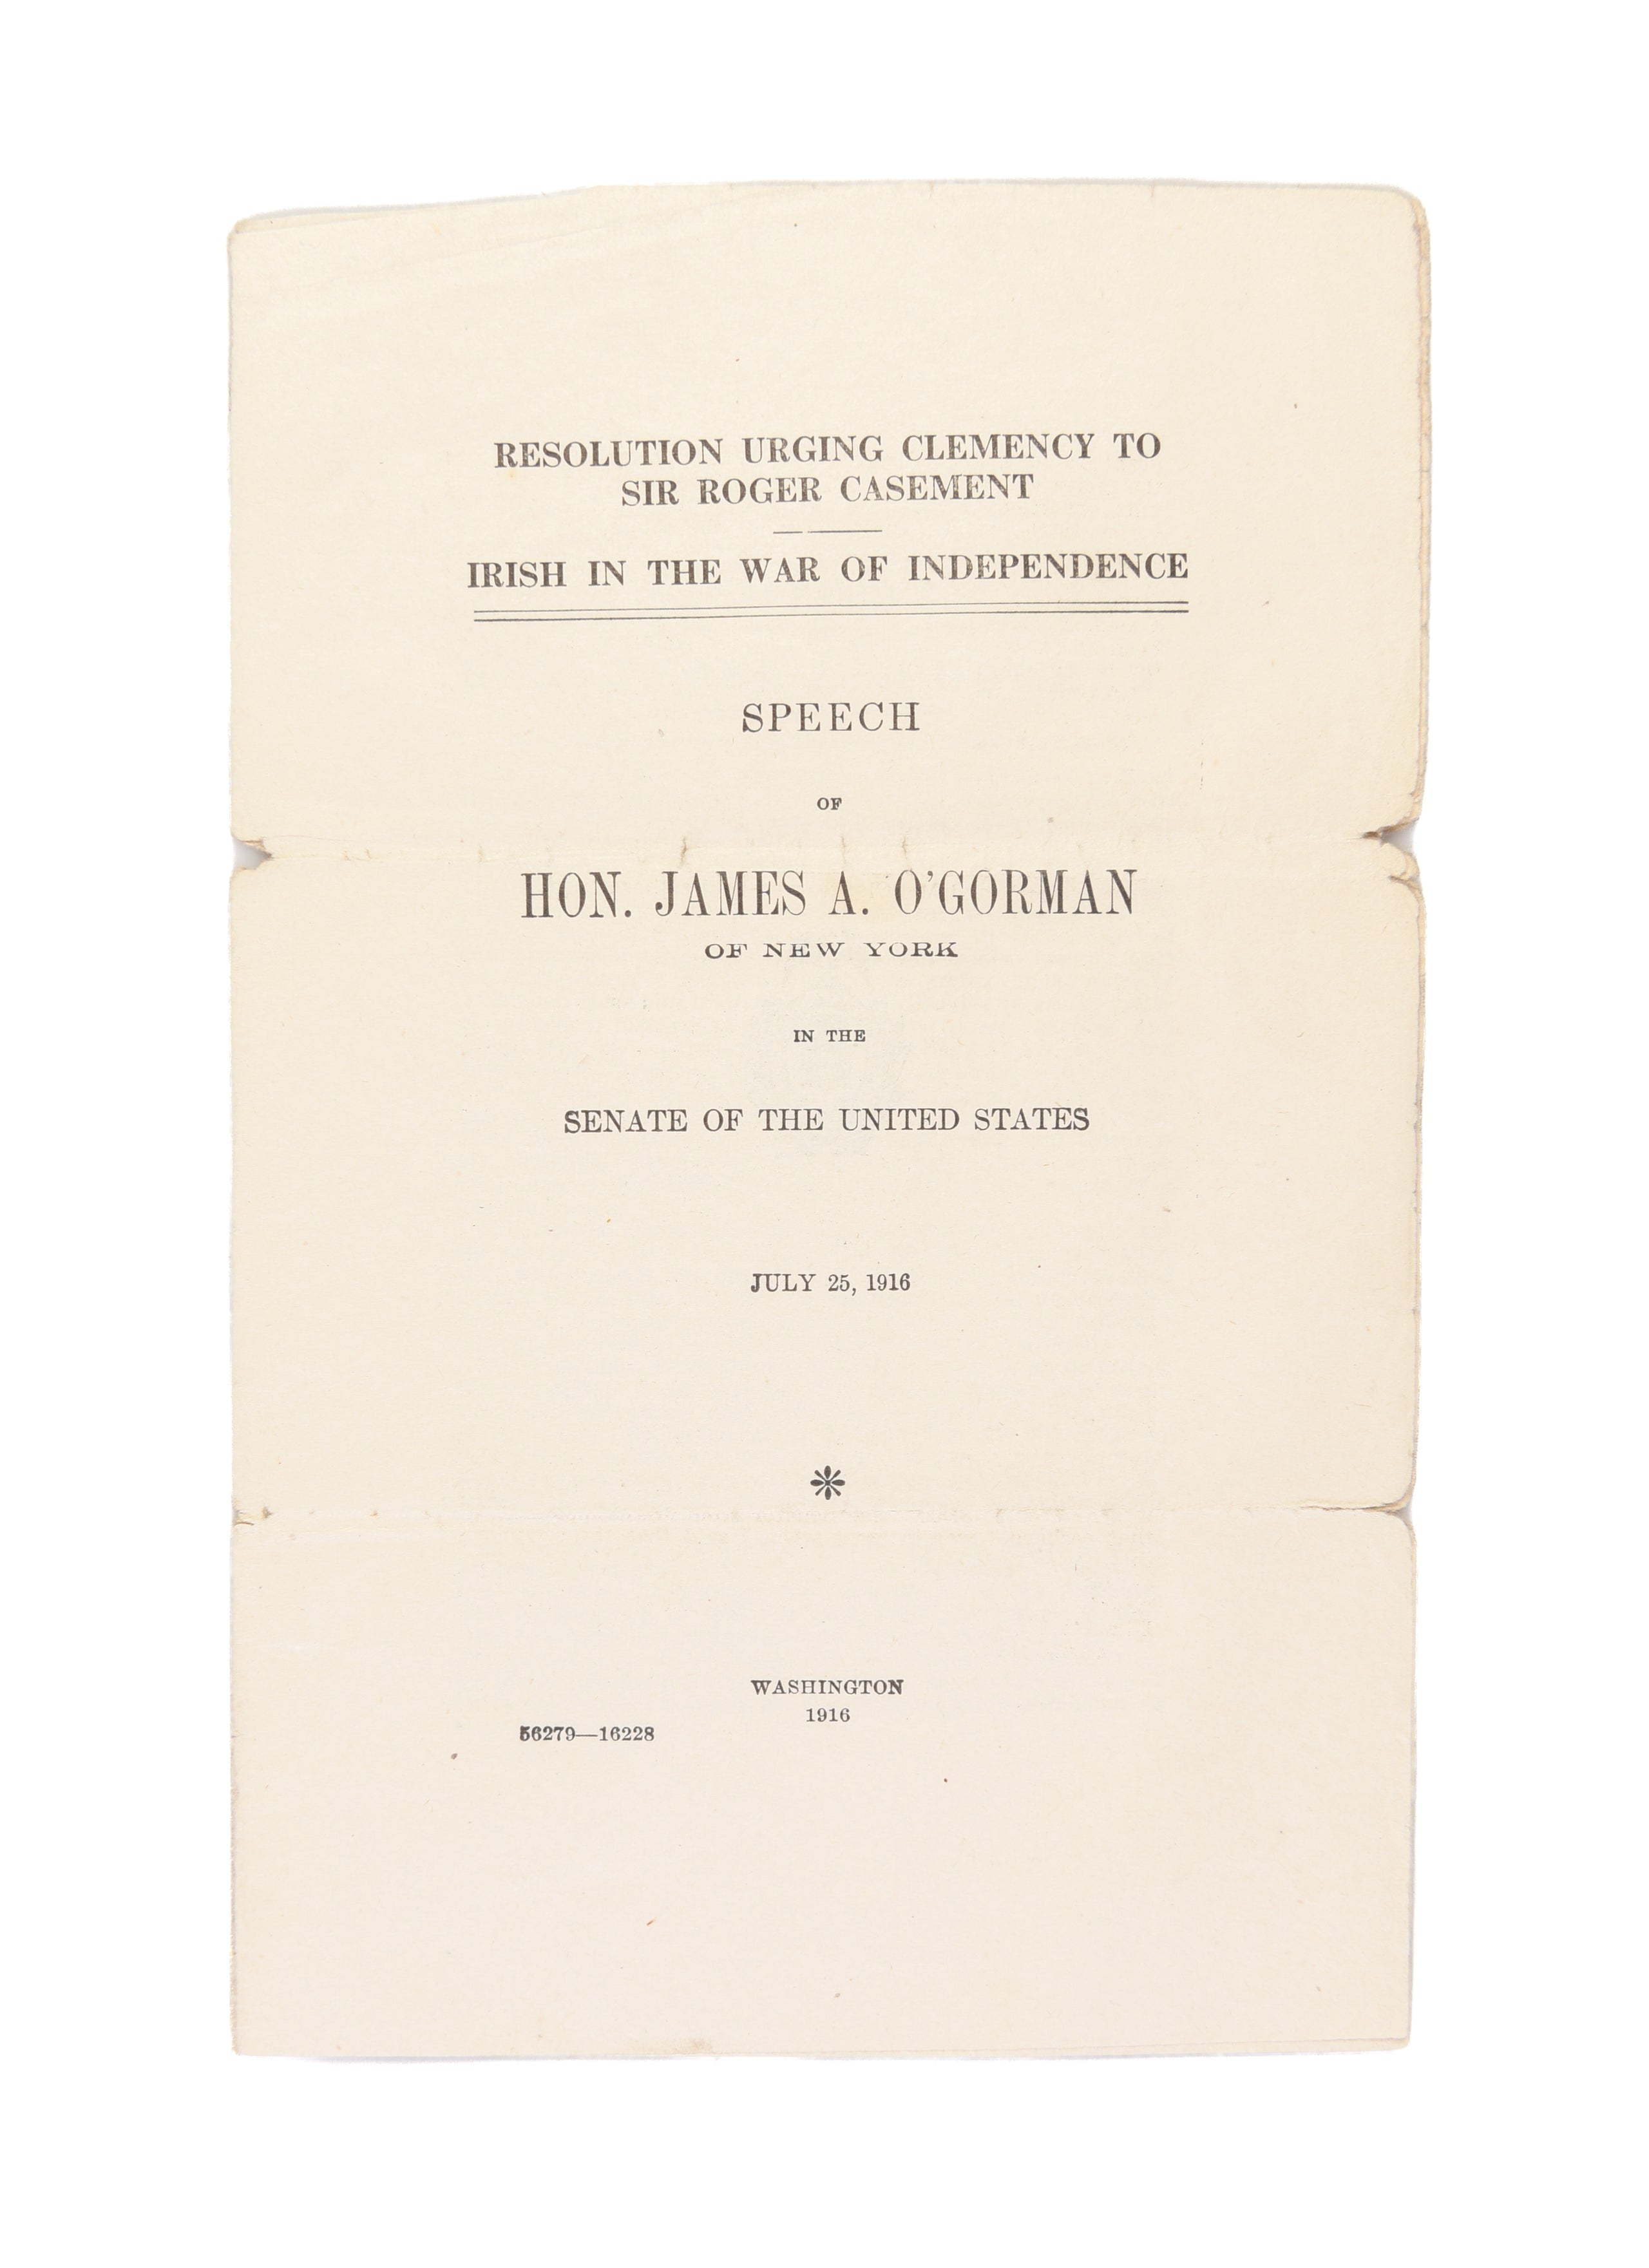 RESOLUTION URGING CLEMENCY TO
SIR ROGER CASEMENT
IRISH IN THE WAR OF INDEPENDENCE
SPEECH
OF
HON. JAMES A. O'GORMAN
OF NEW YORK
IN THE
SENATE OF THE UNITED STATES
JULY 25, 1916
WASHINGTON
1916
56279—16228